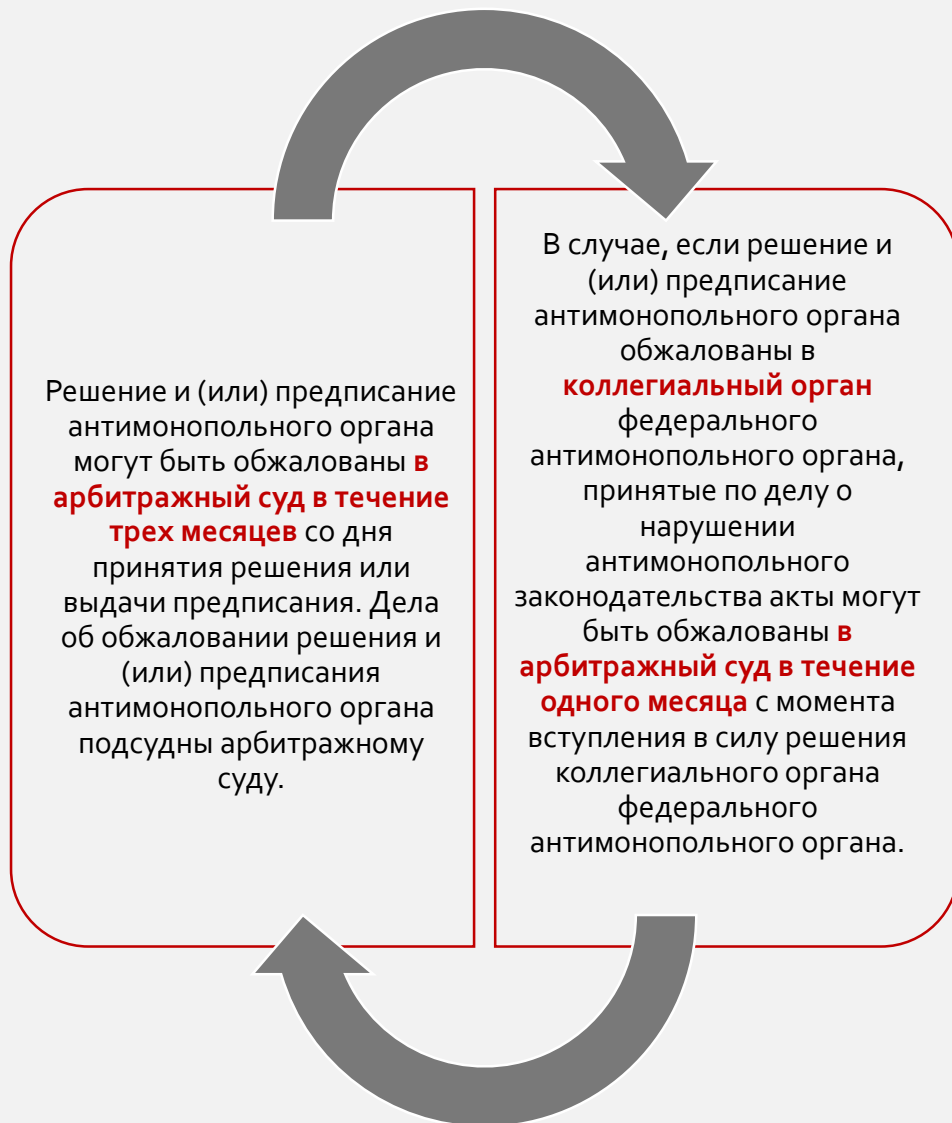 Решение и (или) предписание
антимонопольного органа
могут быть обжалованы в
арбитражный суд в течение
трех месяцев со дня
принятия решения или
выдачи предписания. Дела
об обжаловании решения и
(или) предписания
антимонопольного органа
подсудны арбитражному
суду.
В случае, если решение и
(или) предписание
антимонопольного органа
обжалованы в
коллегиальный орган
федерального
антимонопольного органа,
принятые по делу о
нарушении
антимонопольного
законодательства акты могут
быть обжалованы в
арбитражный суд в течение
одного месяца с момента
вступления в силу решения
коллегиального органа
федерального
антимонопольного органа.